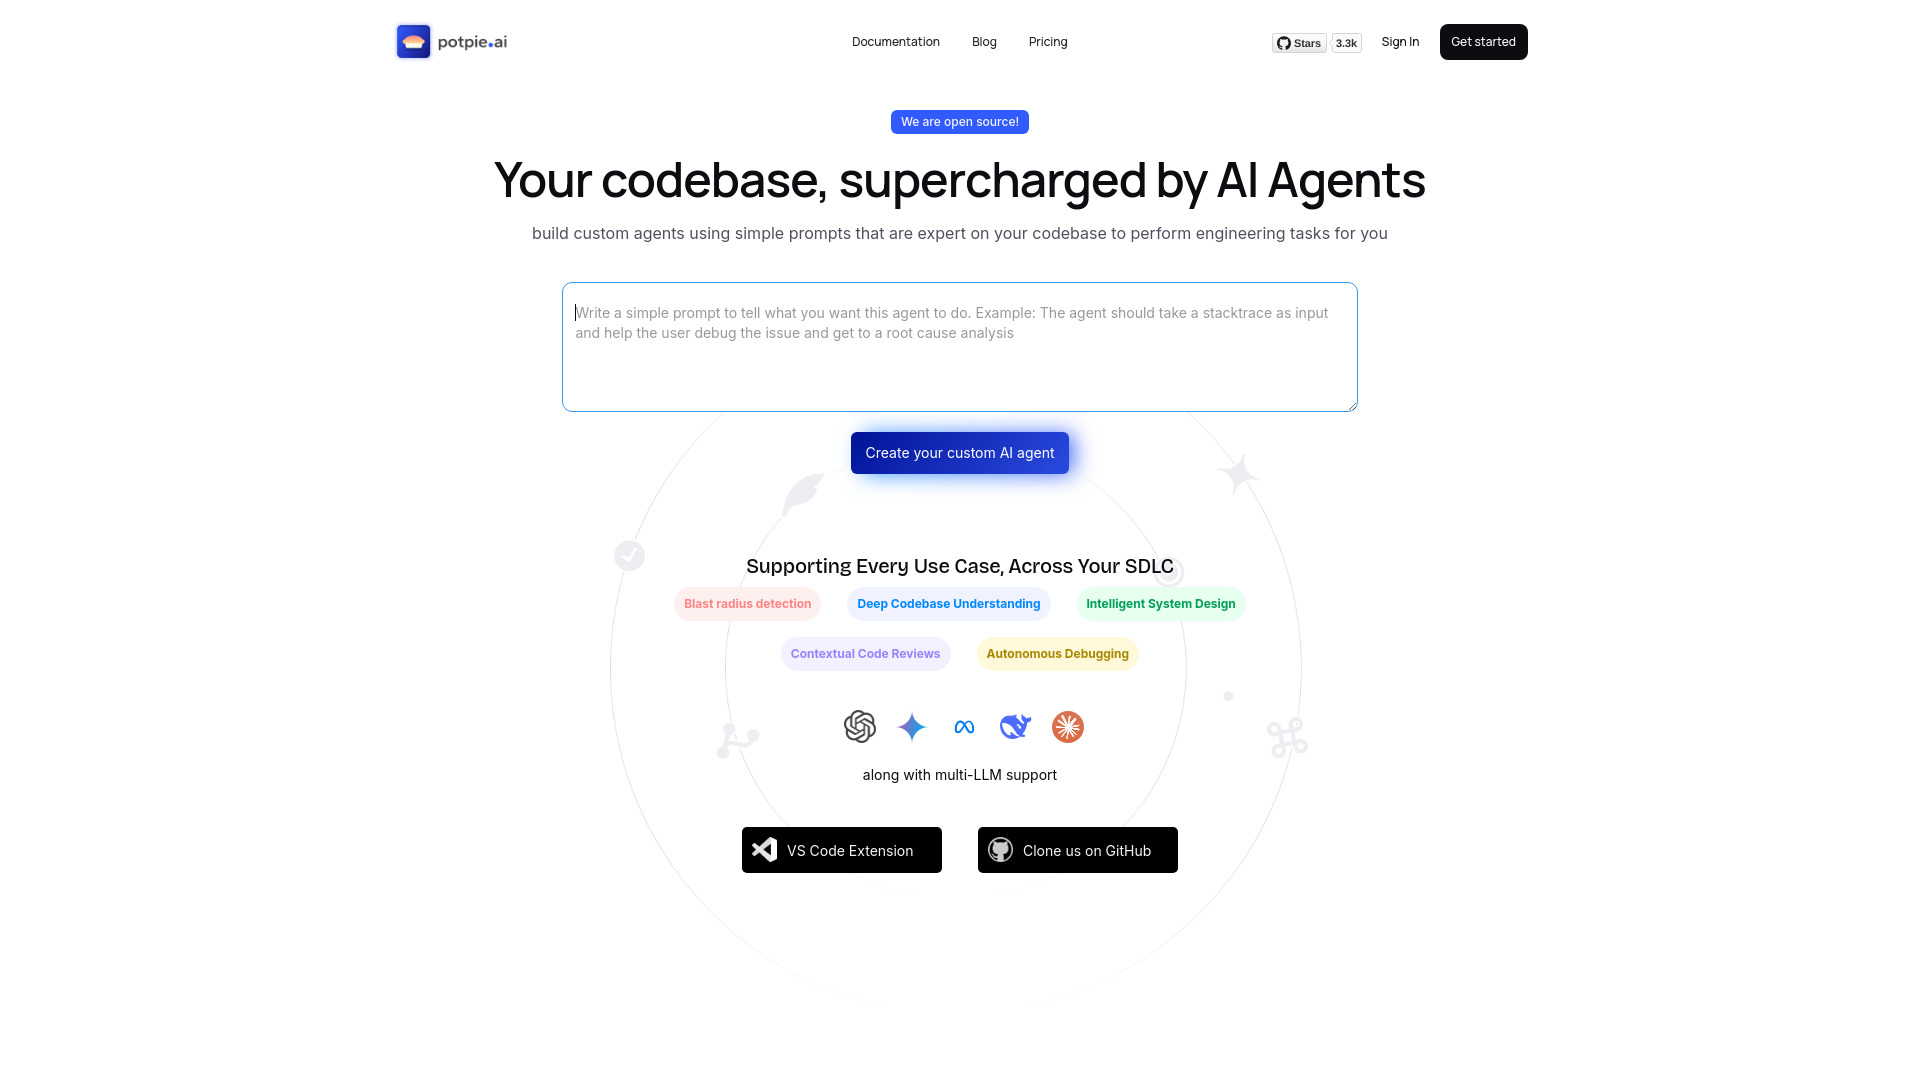 potpie.ai
Documentation
Blog
Pricing
Stars
3.3k
Sign In
Get started
We are open source!
Your codebase, supercharged by AI Agents
build custom agents using simple prompts that are expert on your codebase to perform engineering tasks for you
Write a simple prompt to tell what you want this agent to do. Example: The agent should take a stacktrace as input
and help the user debug the issue and get to a root cause analysis
Create your custom AI agent
Supporting Every Use Case, Across Your SDLC
Blast radius detection
Deep Codebase Understanding
Intelligent System Design
Contextual Code Reviews
Autonomous Debugging
along with multi-LLM support
VS Code Extension
Clone us on GitHub